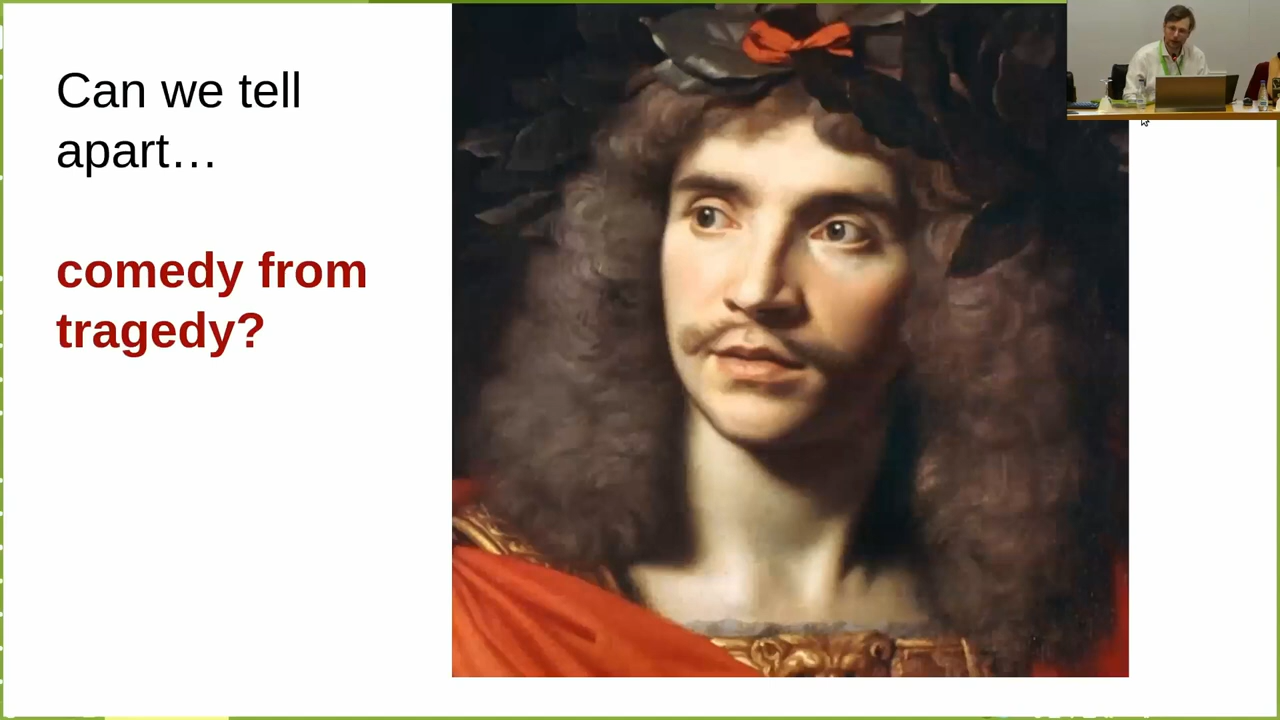 Can we tell
apart…
comedy from
tragedy?